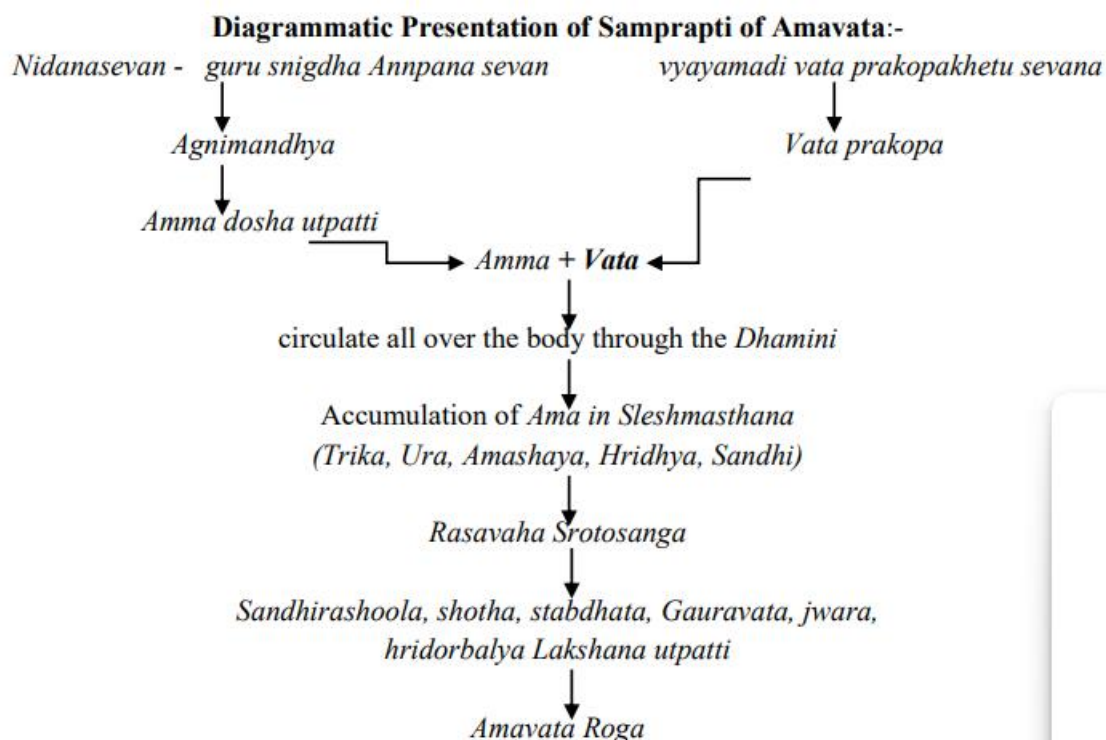 Diagrammatic Presentation of Samprapti of Amavata:-
Nidanasevan - guru snigdha Annpana sevan vyayamadi vata prakopakhetu sevana
Agnimandhya Vata prakopa
Amma dosha utpatti
Amma + Vata
circulate all over the body through the Dhamini
Accumulation of Ama in Sleshmasthana
(Trika, Ura, Amashaya, Hridhya, Sandhi)
Rasavaha Srotosanga
Sandhirashoola, shotha, stabdhata, Gauravata, jwara,
hridorbalya Lakshana utpatti
Amavata Roga